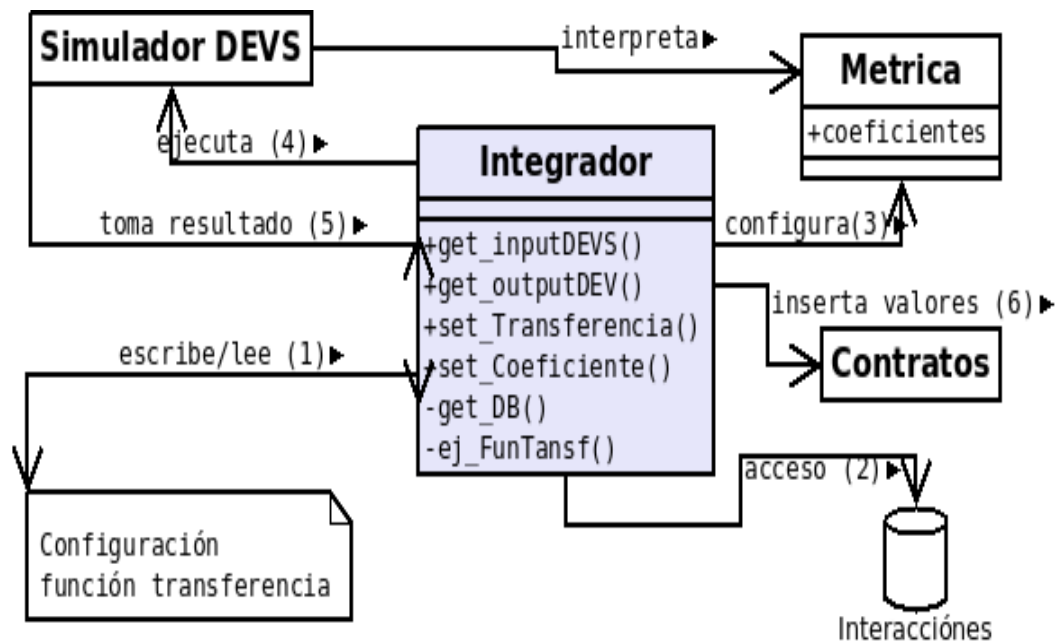 Simulador DEVS
interpreta▶
Metrica
+coeficientes
ejecuta (4)▶
Integrador
toma resultado (5)▶
configura(3)▶
+get_inputDEVS()
+get_outputDEV()
+set_Transferencia()
+set_Coeficiente()
-get_DB()
-ej_FunTansf()
inserta valores (6)▶
Contratos
escribe/lee (1)▶
acceso (2)▶
Configuración
función transferencia
Interacciónes